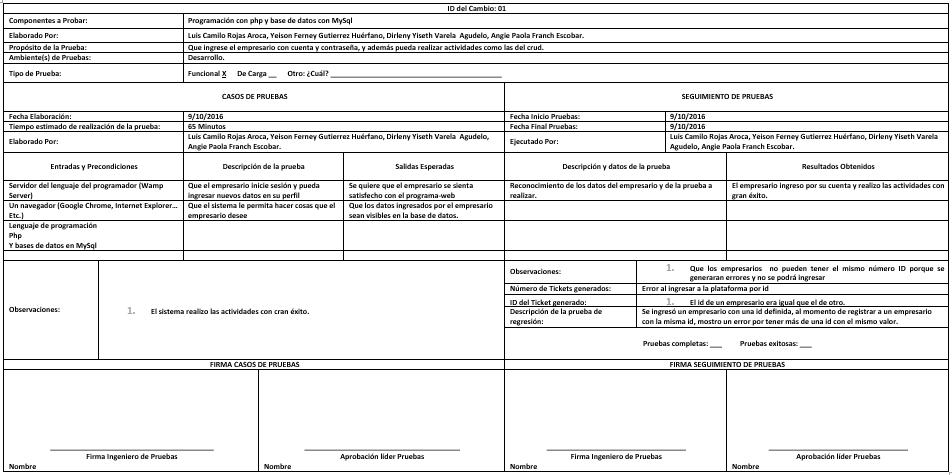 ID del Cambio: 01
Componentes a Probar: Programación con php y base de datos con MySql
Elaborado Por: Luis Camilo Rojas Aroca, Yeison Ferney Gutierrez Huérfano, Dirleny Yiseth Varela Agudelo, Angie Paola Franch Escobar.
Propósito de la Prueba: Que ingrese el empresario con cuenta y contraseña, y además pueda realizar actividades como las del crud.
Ambiente(s) de Pruebas: Desarrollo.
Tipo de Prueba: Funcional X De Carga __ Otro: ¿Cuál? ____________________
CASOS DE PRUEBAS
SEGUIMIENTO DE PRUEBAS
Fecha Elaboración: 9/10/2016
Fecha Inicio Pruebas: 9/10/2016
Tiempo estimado de realización de la prueba: 65 Minutos
Fecha Final Pruebas: 9/10/2016
Elaborado Por: Luis Camilo Rojas Aroca, Yeison Ferney Gutierrez Huérfano, Dirleny Yiseth Varela Agudelo,
Angie Paola Franch Escobar.
Ejecutado Por: Luis Camilo Rojas Aroca, Yeison Ferney Gutierrez Huérfano, Dirleny Yiseth Varela
Agudelo, Angie Paola Franch Escobar.
Entradas y Precondiciones
Descripción de la prueba
Salidas Esperadas
Descripción y datos de la prueba
Resultados Obtenidos
Servidor del lenguaje del programador (Wamp
Server)
Que el empresario inicie sesión y pueda
ingresar nuevos datos en su perfil
Se quiere que el empresario se sienta
satisfecho con el programa-web
Reconocimiento de los datos del empresario y de la prueba a
realizar.
El empresario ingreso por su cuenta y realizo las actividades con
gran éxito.
Un navegador (Google Chrome, Internet Explorer...
Etc.)
Que el sistema le permita hacer cosas que el
empresario desee
Que los datos ingresados por el empresario
sean visibles en la base de datos.
Lenguaje de programación
Php
Y bases de datos en MySql
Observaciones:
1. El sistema realizo las actividades con cran éxito.
Observaciones:
1. Que los empresarios no pueden tener el mismo número ID porque se
generaran errores y no se podrá ingresar
Número de Tickets generados: Error al ingresar a la plataforma por id
ID del Ticket generado: 1. El id de un empresario era igual que el de otro.
Descripción de la prueba de
regresión:
Se ingresó un empresario con una id definida, al momento de registrar a un empresario
con la misma id, mostro un error por tener más de una id con el mismo valor.
Pruebas completas: ___ Pruebas exitosas: ___
FIRMA CASOS DE PRUEBAS
FIRMA SEGUIMIENTO DE PRUEBAS
Firma Ingeniero de Pruebas
Aprobación líder Pruebas
Firma Ingeniero de Pruebas
Aprobación líder Pruebas
Nombre
Nombre
Nombre
Nombre